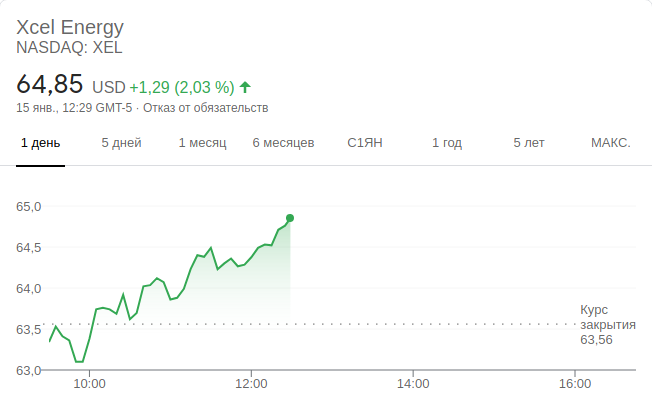 Xcel Energy
NASDAQ: XEL
64,85 USD +1,29 (2,03 %)
15 янв., 12:29 GMT-5 · Отказ от обязательств
1 день 5 дней 1 месяц 6 месяцев С1ЯН 1 год 5 лет МАКС.
65,0
64,5
64,0
63,5
63,0
Курс
закрытия
63,56
10:00 12:00 14:00 16:00